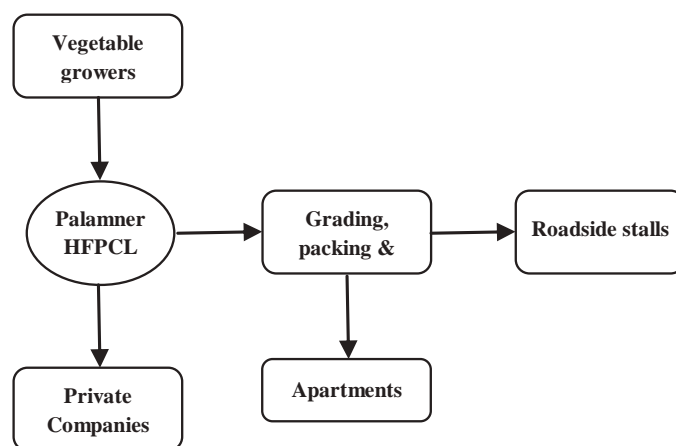 Vegetable
growers
Palamner
HFPCL
Grading,
packing &
Roadside stalls
Private
Companies
Apartments